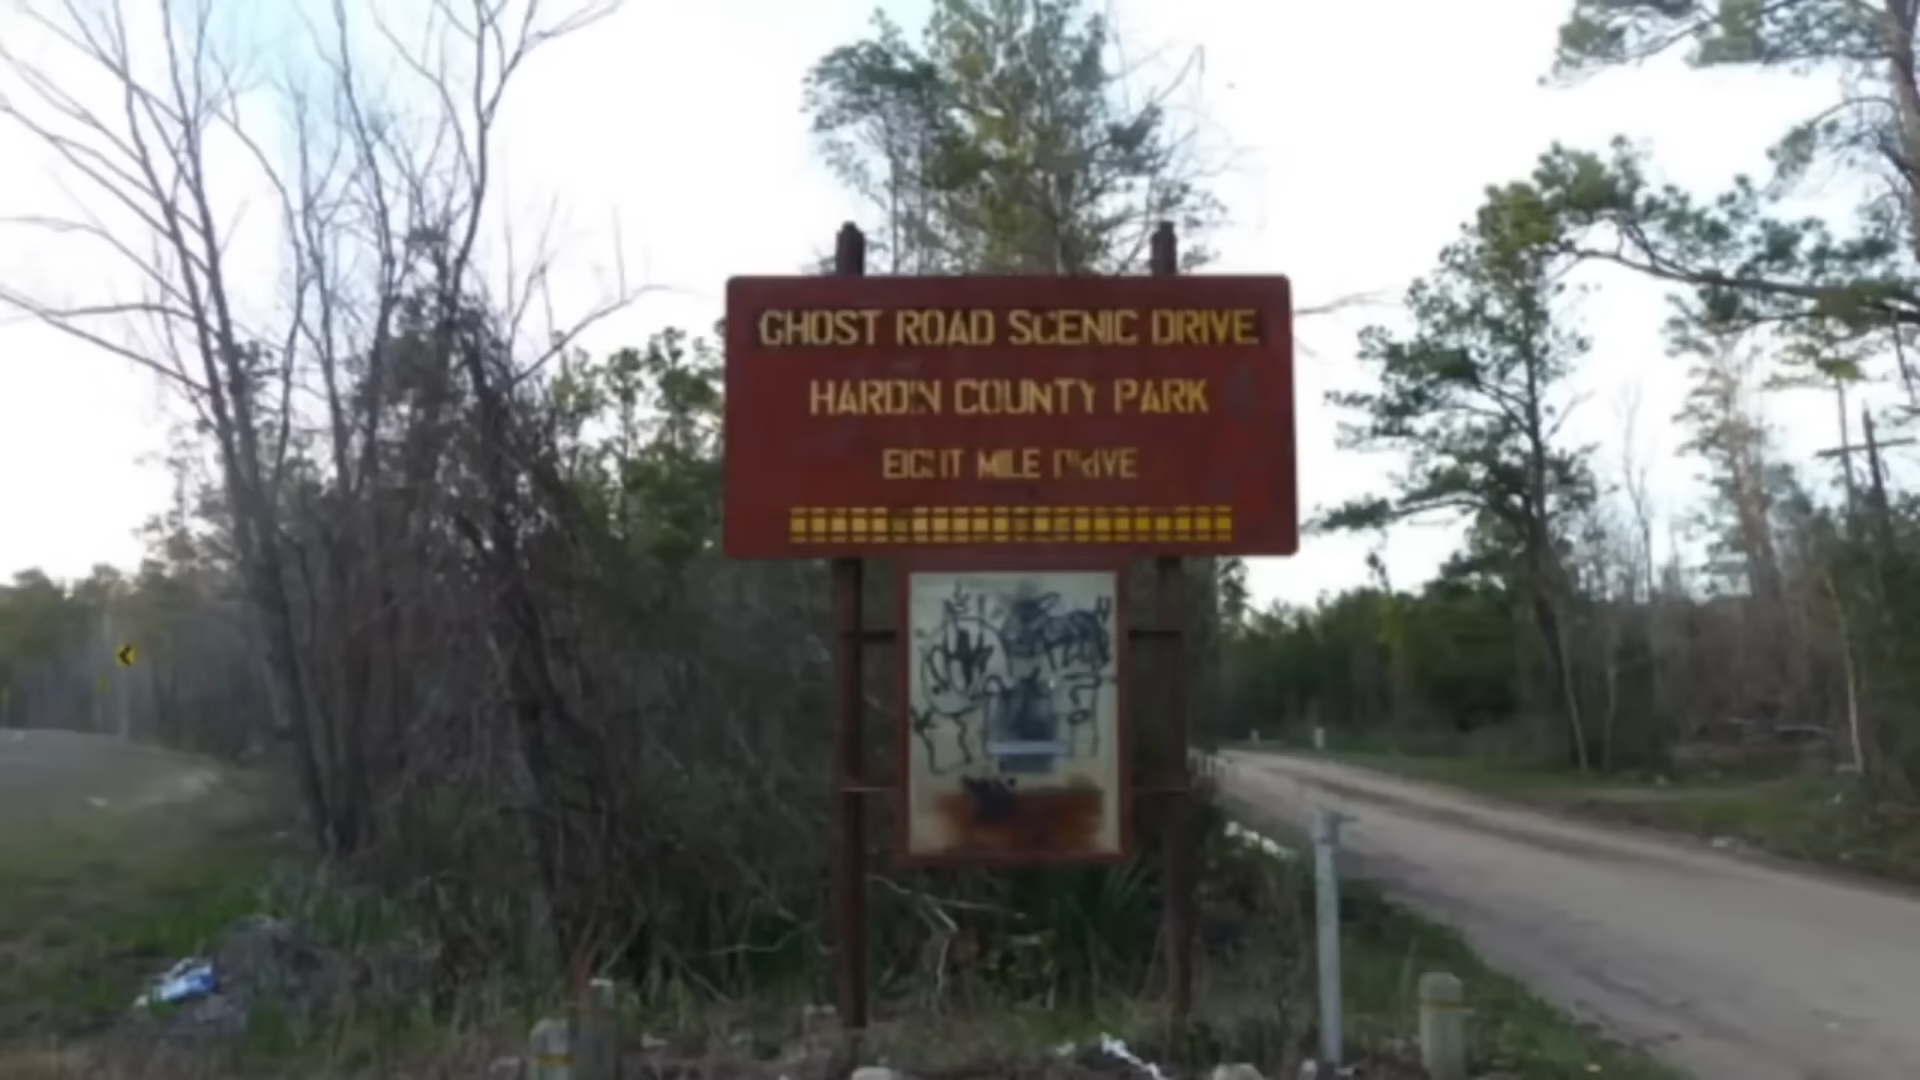 GHOST ROAD SCENIC DRIVE
HARDIN COUNTY PARK
EIGHT MILE DRIVE